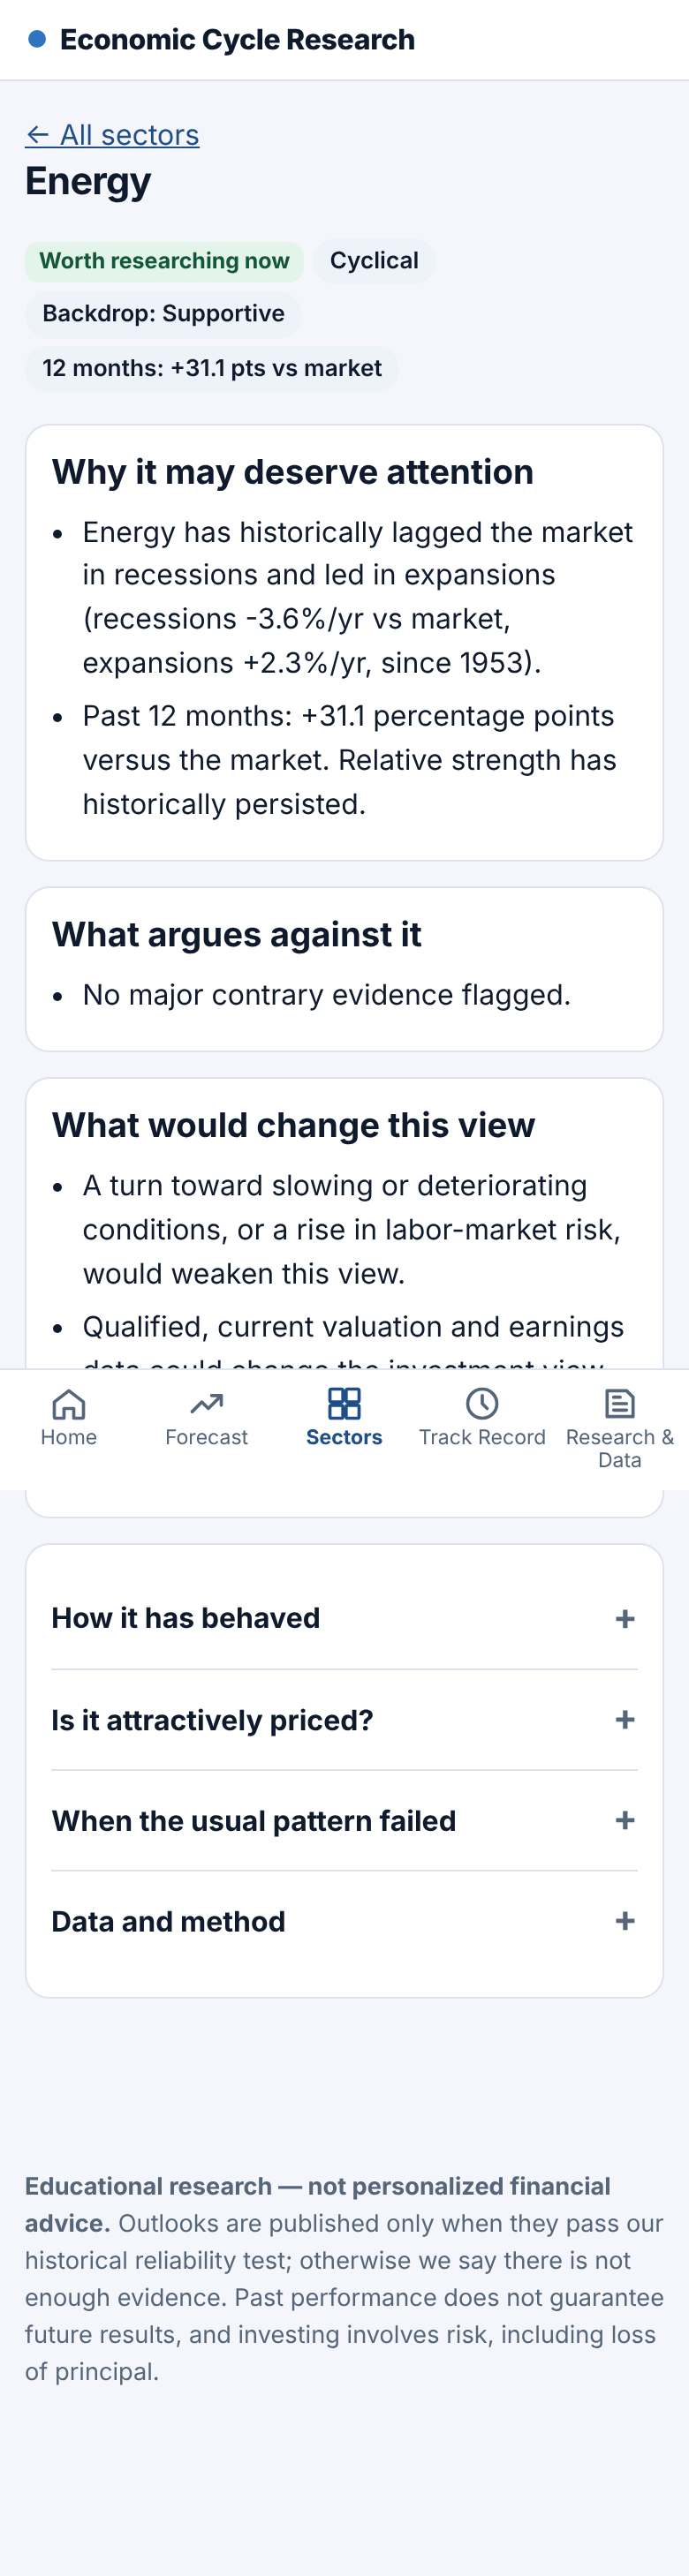 Economic Cycle Research
← All sectors
Energy
Worth researching now
Cyclical
Backdrop: Supportive
12 months: +31.1 pts vs market
Why it may deserve attention
• Energy has historically lagged the market
in recessions and led in expansions
(recessions -3.6%/yr vs market,
expansions +2.3%/yr, since 1953).
• Past 12 months: +31.1 percentage points
versus the market. Relative strength has
historically persisted.
What argues against it
• No major contrary evidence flagged.
What would change this view
• A turn toward slowing or deteriorating
conditions, or a rise in labor-market risk,
would weaken this view.
• Qualified, current valuation and earnings
data could change the investment view
Home
Forecast
Sectors
Track Record
Research &
Data
How it has behaved +
Is it attractively priced? +
When the usual pattern failed +
Data and method +
Educational research — not personalized financial
advice. Outlooks are published only when they pass our
historical reliability test; otherwise we say there is not
enough evidence. Past performance does not guarantee
future results, and investing involves risk, including loss
of principal.